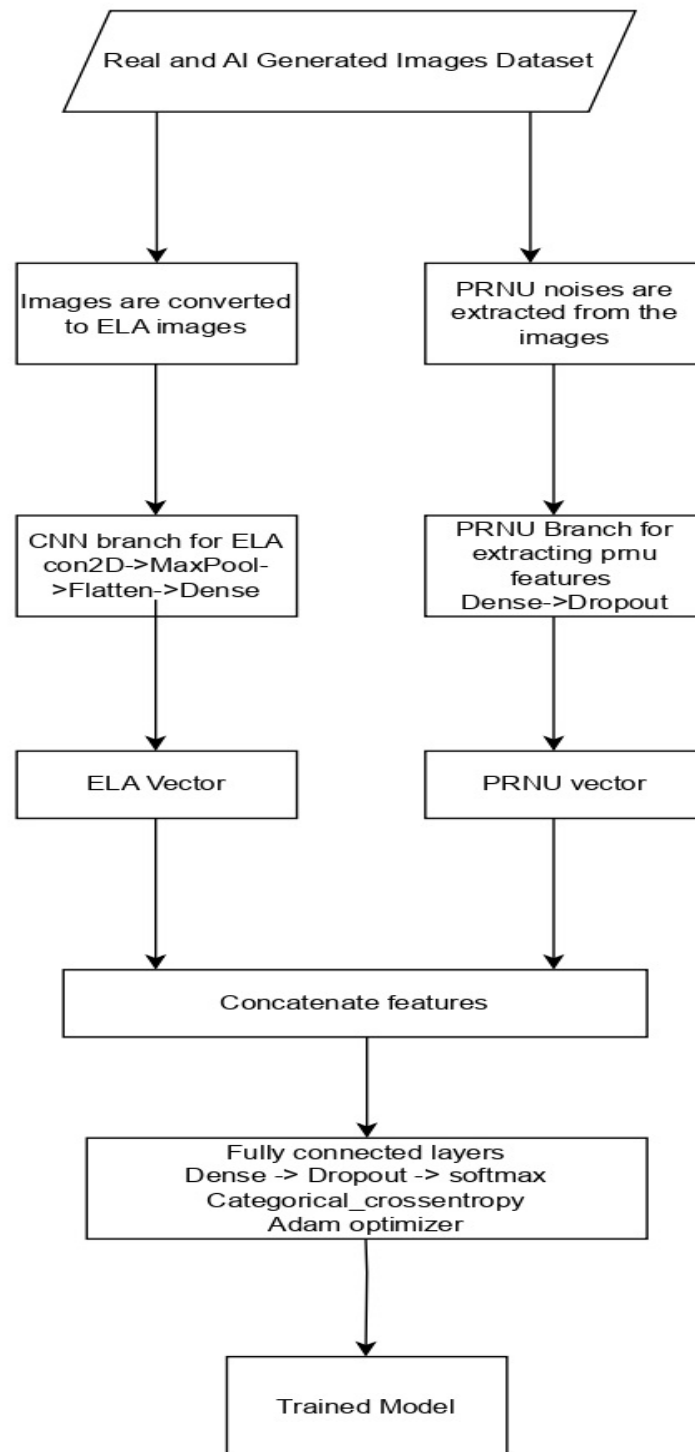 Real and AI Generated Images Dataset
Images are converted
to ELA images
PRNU noises are
extracted from the
images
CNN branch for ELA
con2D->MaxPool-
>Flatten->Dense
PRNU Branch for
extracting prnu
features
Dense->Dropout
ELA Vector
PRNU vector
Concatenate features
Fully connected layers
Dense -> Dropout -> softmax
Categorical_crossentropy
Adam optimizer
Trained Model